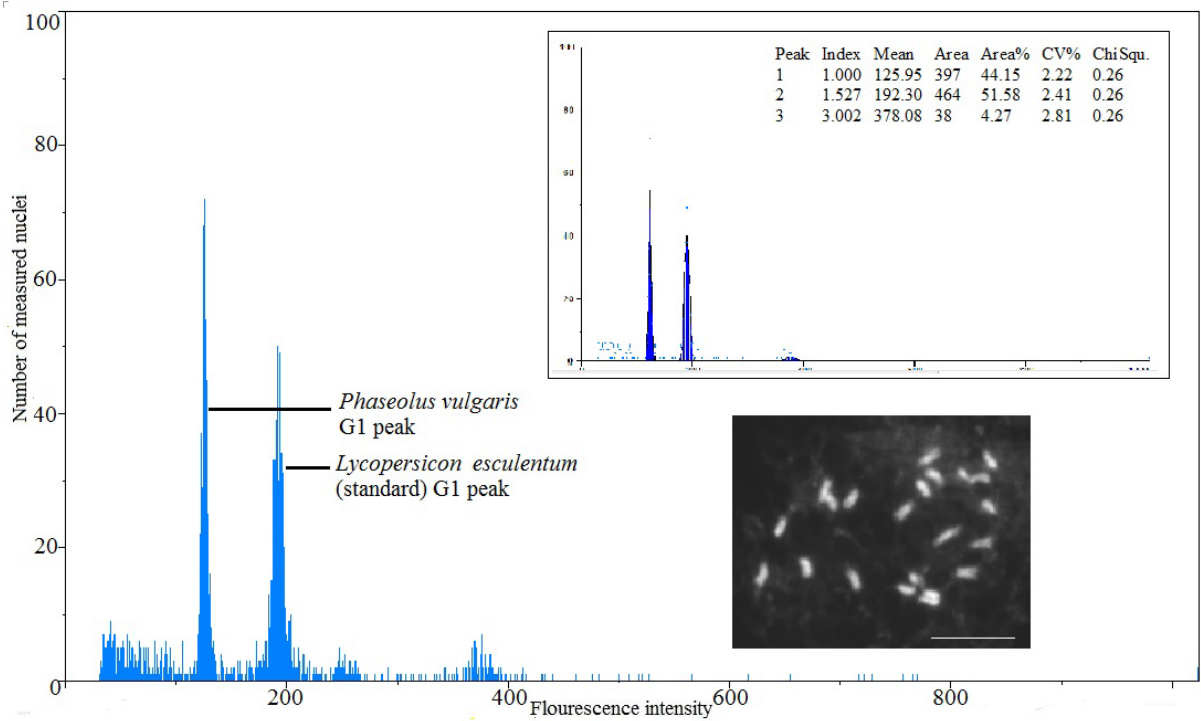 100
80
60
40
20
0
Number of measured nuclei
Phaseolus vulgaris
G1 peak
Lycopersicon esculentum
(standard) G1 peak
0 200 400 600 800
Flourescence intensity
Peak Index Mean Area Area% CV% ChiSqu.
1 1.000 125.95 397 44.15 2.22 0.26
2 1.527 192.30 464 51.58 2.41 0.26
3 3.002 378.08 38 4.27 2.81 0.26
80
60
40
20